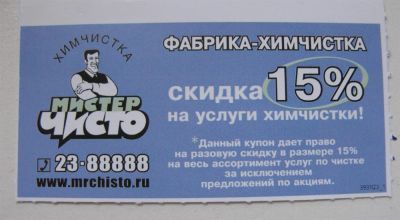 ХИМЧИСТКА
МИСТЕР
ЧИСТО
23-88888
www.mrchisto.ru
ФАБРИКА-ХИМЧИСТКА
скидка 15%
на услуги химчистки!
*Данный купон дает право
на разовую скидку в размере 15%
на весь ассортимент услуг по чистке
за исключением
предложений по акциям.